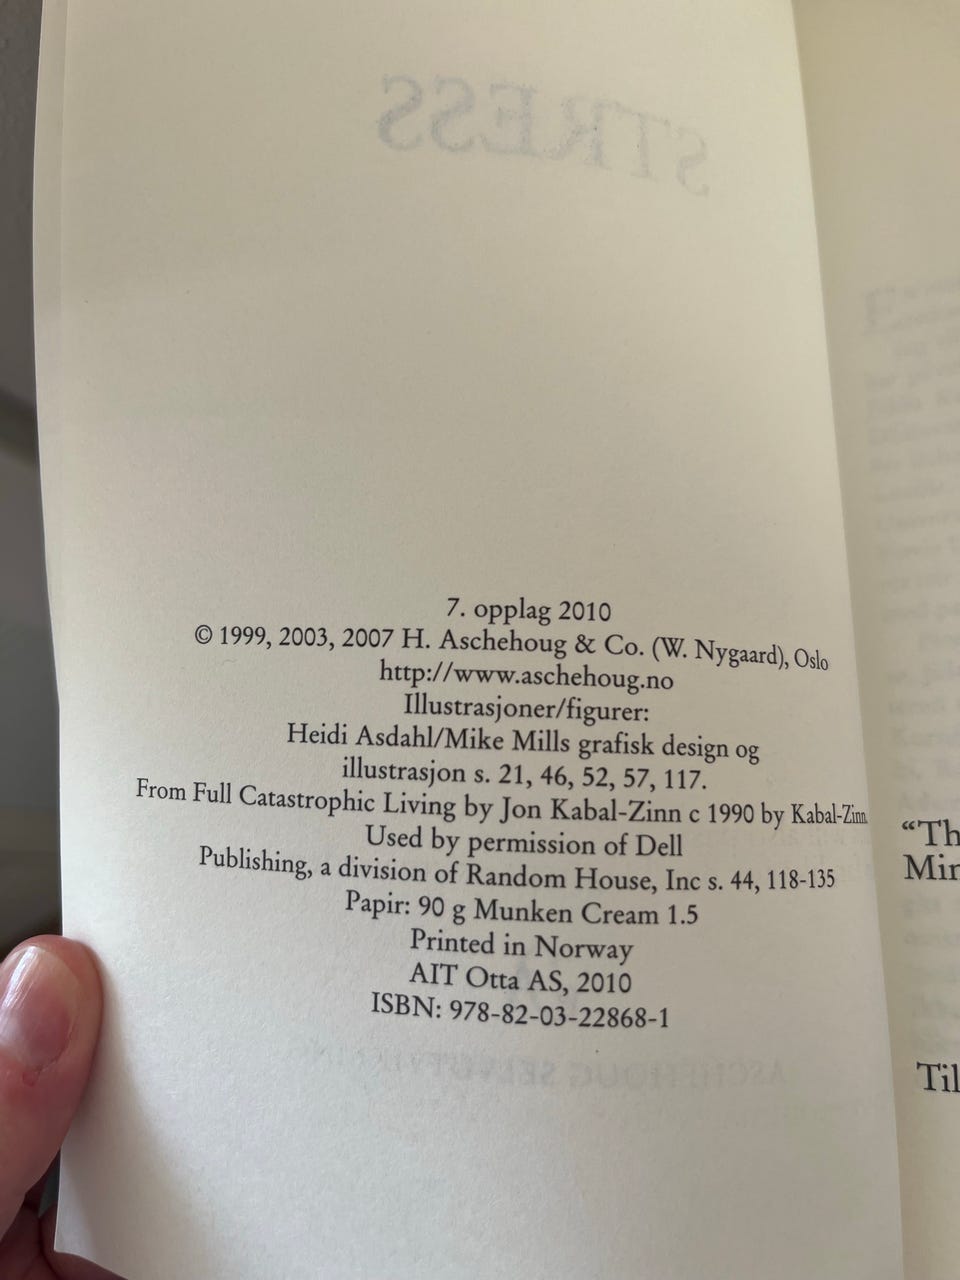 STRESS
7. opplag 2010
© 1999, 2003, 2007 H. Aschehoug & Co. (W. Nygaard), Oslo
http://www.aschehoug.no
Illustrasjoner/figurer:
Heidi Asdahl/Mike Mills grafisk design og
illustrasjon s. 21, 46, 52, 57, 117.
From Full Catastrophic Living by Jon Kabal-Zinn c 1990 by Kabal-Zinn
Used by permission of Dell
Publishing, a division of Random House, Inc s. 44, 118-135
Papir: 90 g Munken Cream 1.5
Printed in Norway
AIT Otta AS, 2010
ISBN: 978-82-03-22868-1
ASCHEHOUG SELVUTVIKLING
“Th
Min
Til